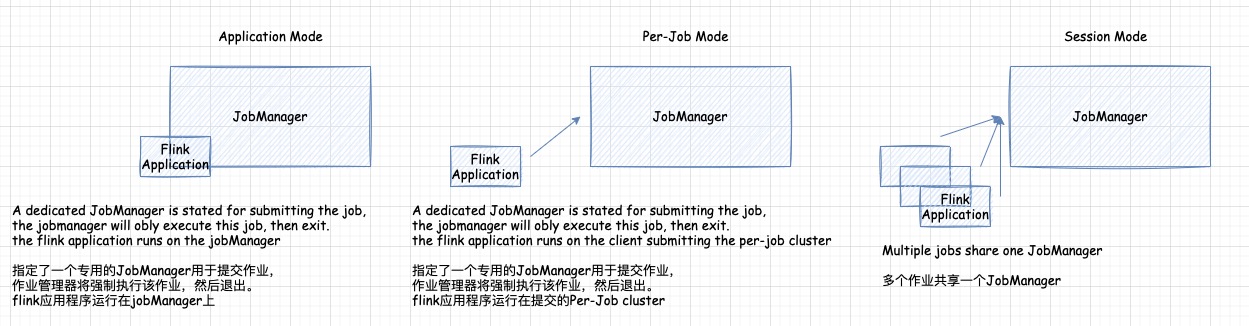 Application Mode
JobManager
Flink
Application
A dedicated JobManager is stated for submitting the job,
the jobmanager will obly execute this job, then exit.
the flink application runs on the jobManager
指定了一个专用的JobManager用于提交作业，
作业管理器将强制执行该作业，然后退出。
flink应用程序运行在jobManager上
Per-Job Mode
JobManager
Flink
Application
A dedicated JobManager is stated for submitting the job,
the jobmanager will obly execute this job, then exit.
the flink application runs on the client submitting the per-job cluster
指定了一个专用的JobManager用于提交作业，
作业管理器将强制执行该作业，然后退出。
flink应用程序运行在提交的Per-Job cluster
Session Mode
JobManager
Flink
Application
Multiple jobs share one JobManager
多个作业共享一个JobManager